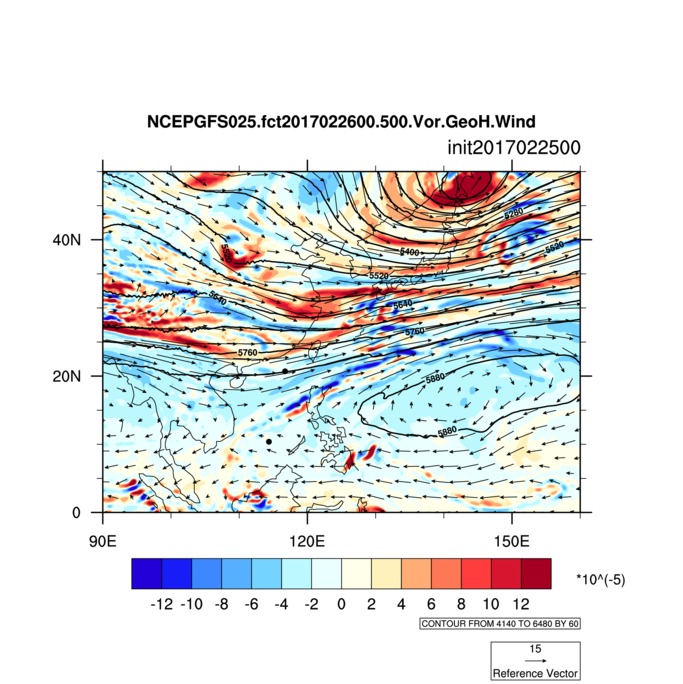 NCEPGFS025.fct2017022600.500.Vor.GeoH.Wind
init2017022500
5280
40N
5400
5520
5520
5640
5640
5760
5760
20N
5880
5880
0
90E 120E 150E
-12 -10 -8 -6 -4 -2 0 2 4 6 8 10 12
*10^(-5)
CONTOUR FROM 4140 TO 6480 BY 60
15
Reference Vector